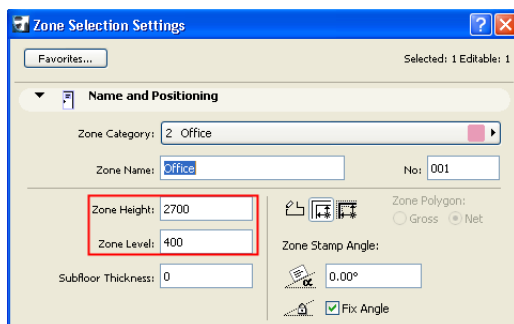 Zone Selection Settings
Favorites... Selected: 1 Editable: 1
Name and Positioning
Zone Category: 2 Office
Zone Name: Office No: 001
Zone Height: 2700 Zone Polygon:
Gross Net
Zone Level: 400 Zone Stamp Angle:
Subfloor Thickness: 0 α 0.00°
Fix Angle